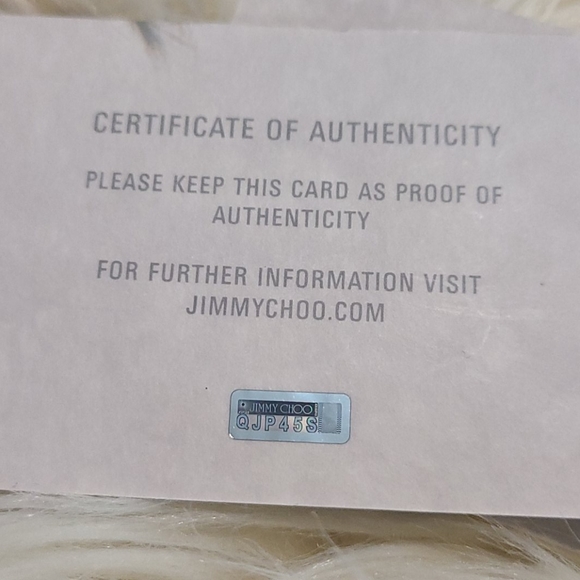 CERTIFICATE OF AUTHENTICITY
PLEASE KEEP THIS CARD AS PROOF OF
AUTHENTICITY
FOR FURTHER INFORMATION VISIT
JIMMYCHOO.COM
JIMMY CHOO
QJP45S